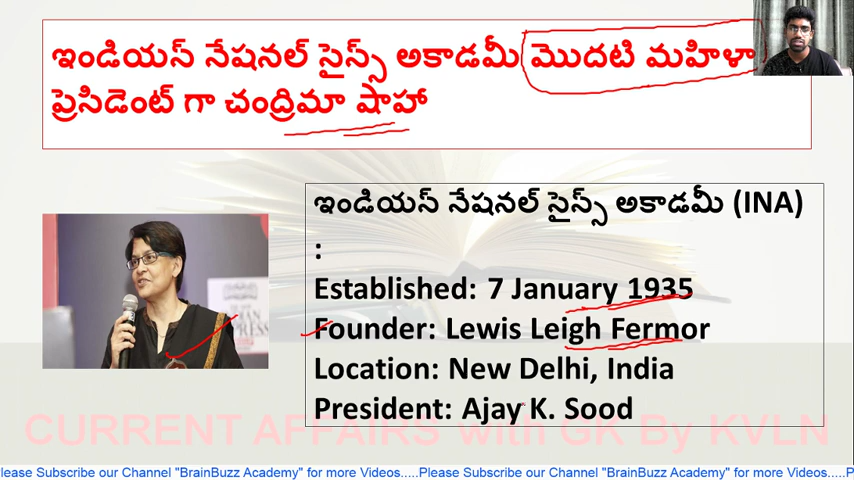 ఇండియస్ నేషనల్ సైన్స్ అకాడమీ మొదటి మహిళా
ప్రెసిడెంట్ గా చంద్రిమా షాహా
ఇండియస్ నేషనల్ సైన్స్ అకాడమీ (INA)
:
Established: 7 January 1935
Founder: Lewis Leigh Fermor
Location: New Delhi, India
President: Ajay K. Sood
CURRENT AFFAIRS with GK By KVLN
lease Subscribe our Channel "BrainBuzz Academy" for more Videos.....Please Subscribe our Channel "BrainBuzz Academy" for more Videos.....P